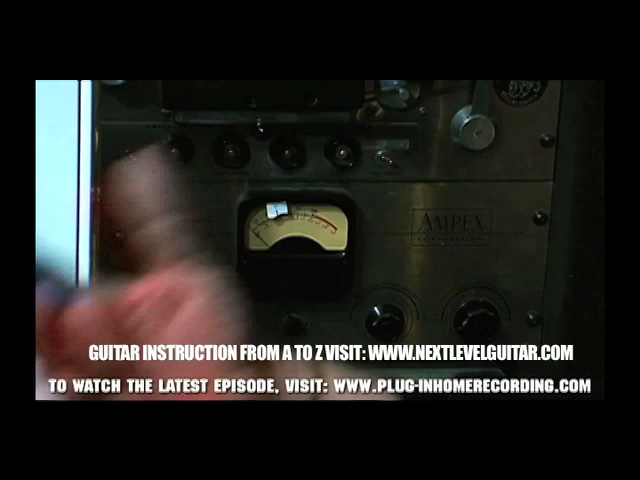 AMPEX
CORPORATION
GUITAR INSTRUCTION FROM A TO Z VISIT: WWW.NEXTLEVELGUITAR.COM
TO WATCH THE LATEST EPISODE, VISIT: WWW.PLUG-INHOMERECORDING.COM